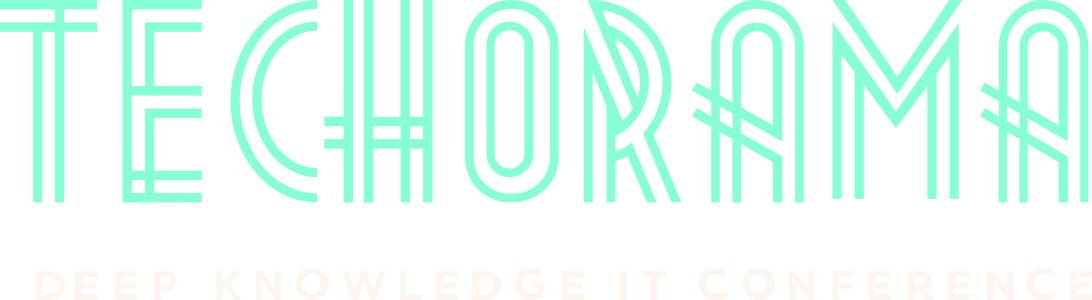 TECHORAMA
DEEP KNOWLEDGE IT CONFERENCE